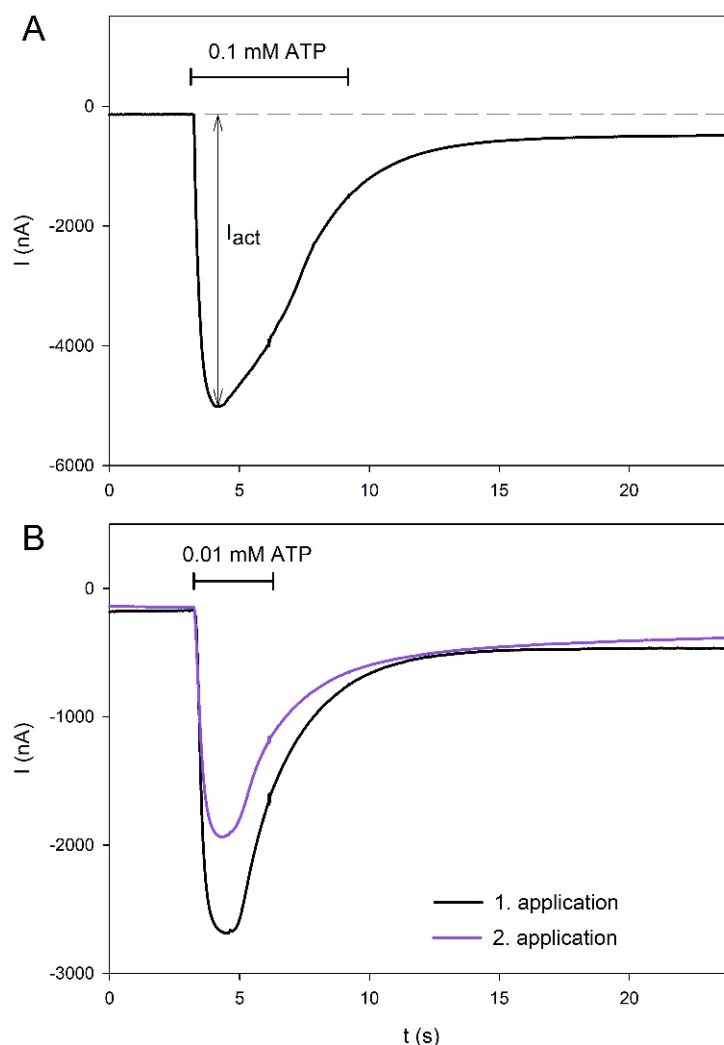 A
0.1 mM ATP
0
-2000
-4000
-6000
I (nA)
Iact
0 5 10 15 20
B
0.01 mM ATP
0
-1000
-2000
-3000
I (nA)
1. application
2. application
0 5 10 15 20
t (s)